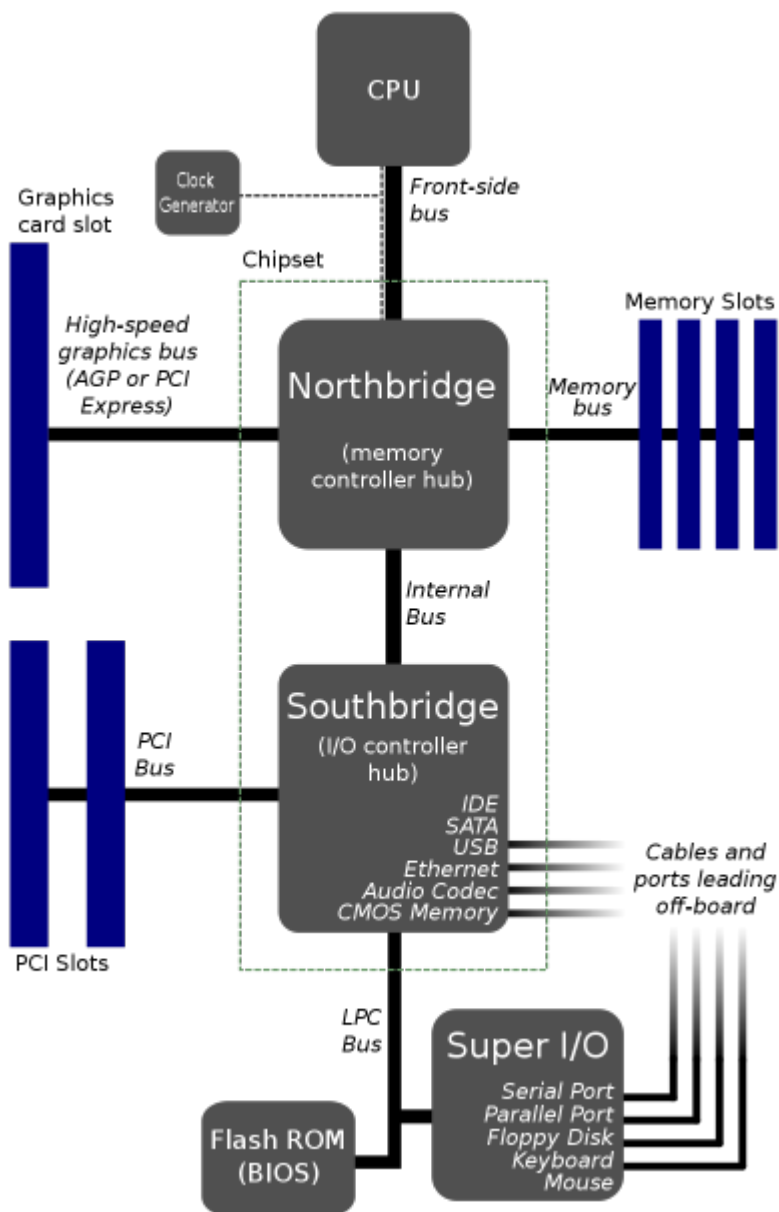 CPU
Clock
Generator
Front-side
bus
Graphics
card slot
Chipset
High-speed
graphics bus
(AGP or PCI
Express)
Northbridge
(memory
controller hub)
Memory Slots
Memory
bus
Internal
Bus
Southbridge
(I/O controller
hub)
PCI
Bus
IDE
SATA
USB
Ethernet
Audio Codec
CMOS Memory
Cables and
ports leading
off-board
PCI Slots
LPC
Bus
Super I/O
Serial Port
Parallel Port
Floppy Disk
Keyboard
Mouse
Flash ROM
(BIOS)